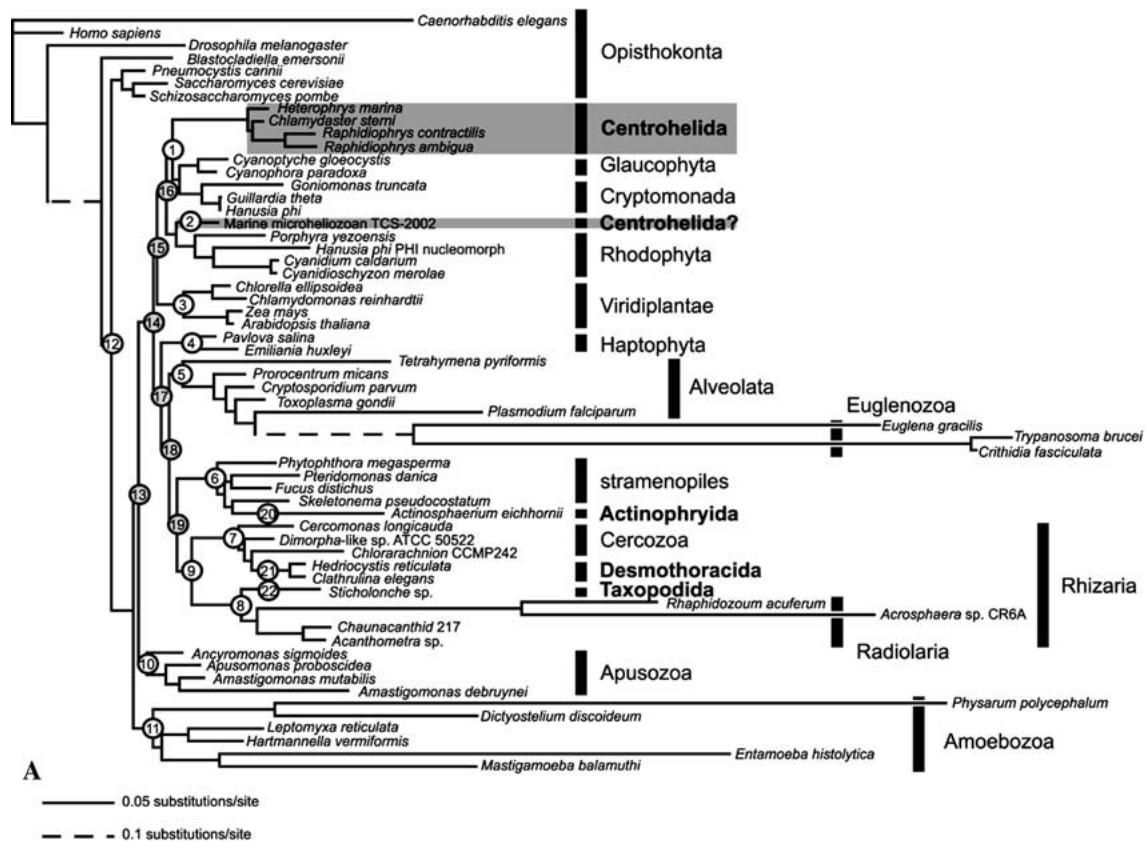 Caenorhabditis elegans
Homo sapiens
Drosophila melanogaster
Blastocladiella emersonii
Opisthokonta
Pneumocystis carinii
Saccharomyces cerevisiae
Schizosaccharomyces pombe
Heterophrys marina
Chlamydaster sterni
Centrohelida
Raphidiophrys contractilis
Raphidiophrys ambigua
1
Cyanoptyche gloeocystis
Glaucophyta
Cyanophora paradoxa
16
Goniomonas truncata
Cryptomonada
Guillardia theta
Hanusia phi
2
Marine microheliozoan TCS-2002
Centrohelida?
Porphyra yezoensis
15
Hanusia phi PHI nucleomorph
Rhodophyta
Cyanidium caldarium
Cyanidioschyzon merolae
Chlorella ellipsoidea
3
Chlamydomonas reinhardtii
Viridiplantae
Zea mays
14
Arabidopsis thaliana
12
Pavlova salina
4
Haptophyta
Emiliania huxleyi
Tetrahymena pyriformis
5
Prorocentrum micans
Alveolata
Cryptosporidium parvum
17
Toxoplasma gondii
Plasmodium falciparum
Euglenozoa
Euglena gracilis
Trypanosoma brucei
18
Crithidia fasciculata
Phytophthora megasperma
6
Pteridomonas danica
stramenopiles
Fucus distichus
13
Skeletonema pseudocostatum
20
Actinosphaerium eichhornii
Actinophryida
19
Cercomonas longicauda
7
Dimorpha-like sp. ATCC 50522
Cercozoa
Chlorarachnion CCMP242
9
21
Hedriocystis reticulata
Desmothoracida
Clathrulina elegans
22
Sticholonche sp.
Taxopodida
Rhizaria
8
Rhaphidozoum acuferum
Acrosphaera sp. CR6A
Chaunacanthid 217
Acanthometra sp.
Radiolaria
Ancyromonas sigmoides
10
Apusomonas proboscidea
Apusozoa
Amastigomonas mutabilis
Amastigomonas debruynei
Physarum polycephalum
Dictyostelium discoideum
11
Leptomyxa reticulata
Hartmannella vermiformis
Amoebozoa
Entamoeba histolytica
Mastigamoeba balamuthi
A
0.05 substitutions/site
0.1 substitutions/site